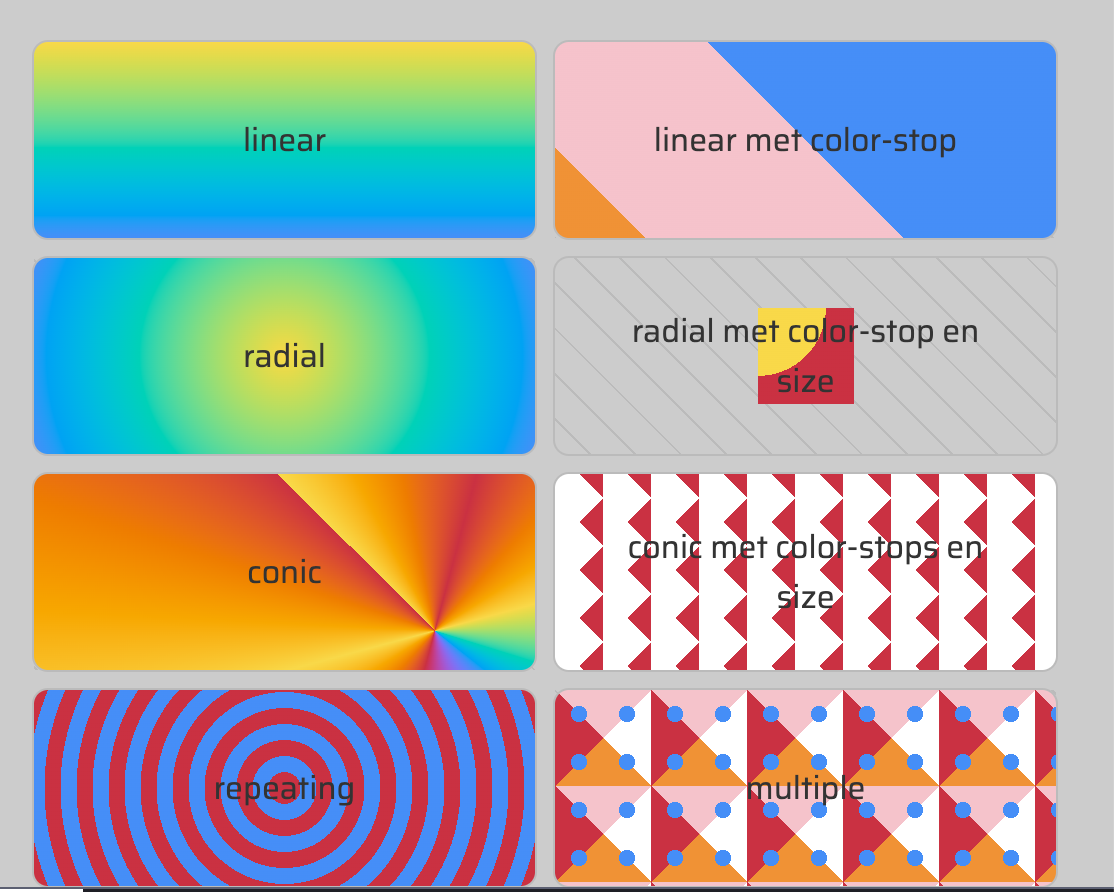 linear
linear met color-stop
radial
radial met color-stop en
size
conic
conic met color-stops en
size
repeating
multiple